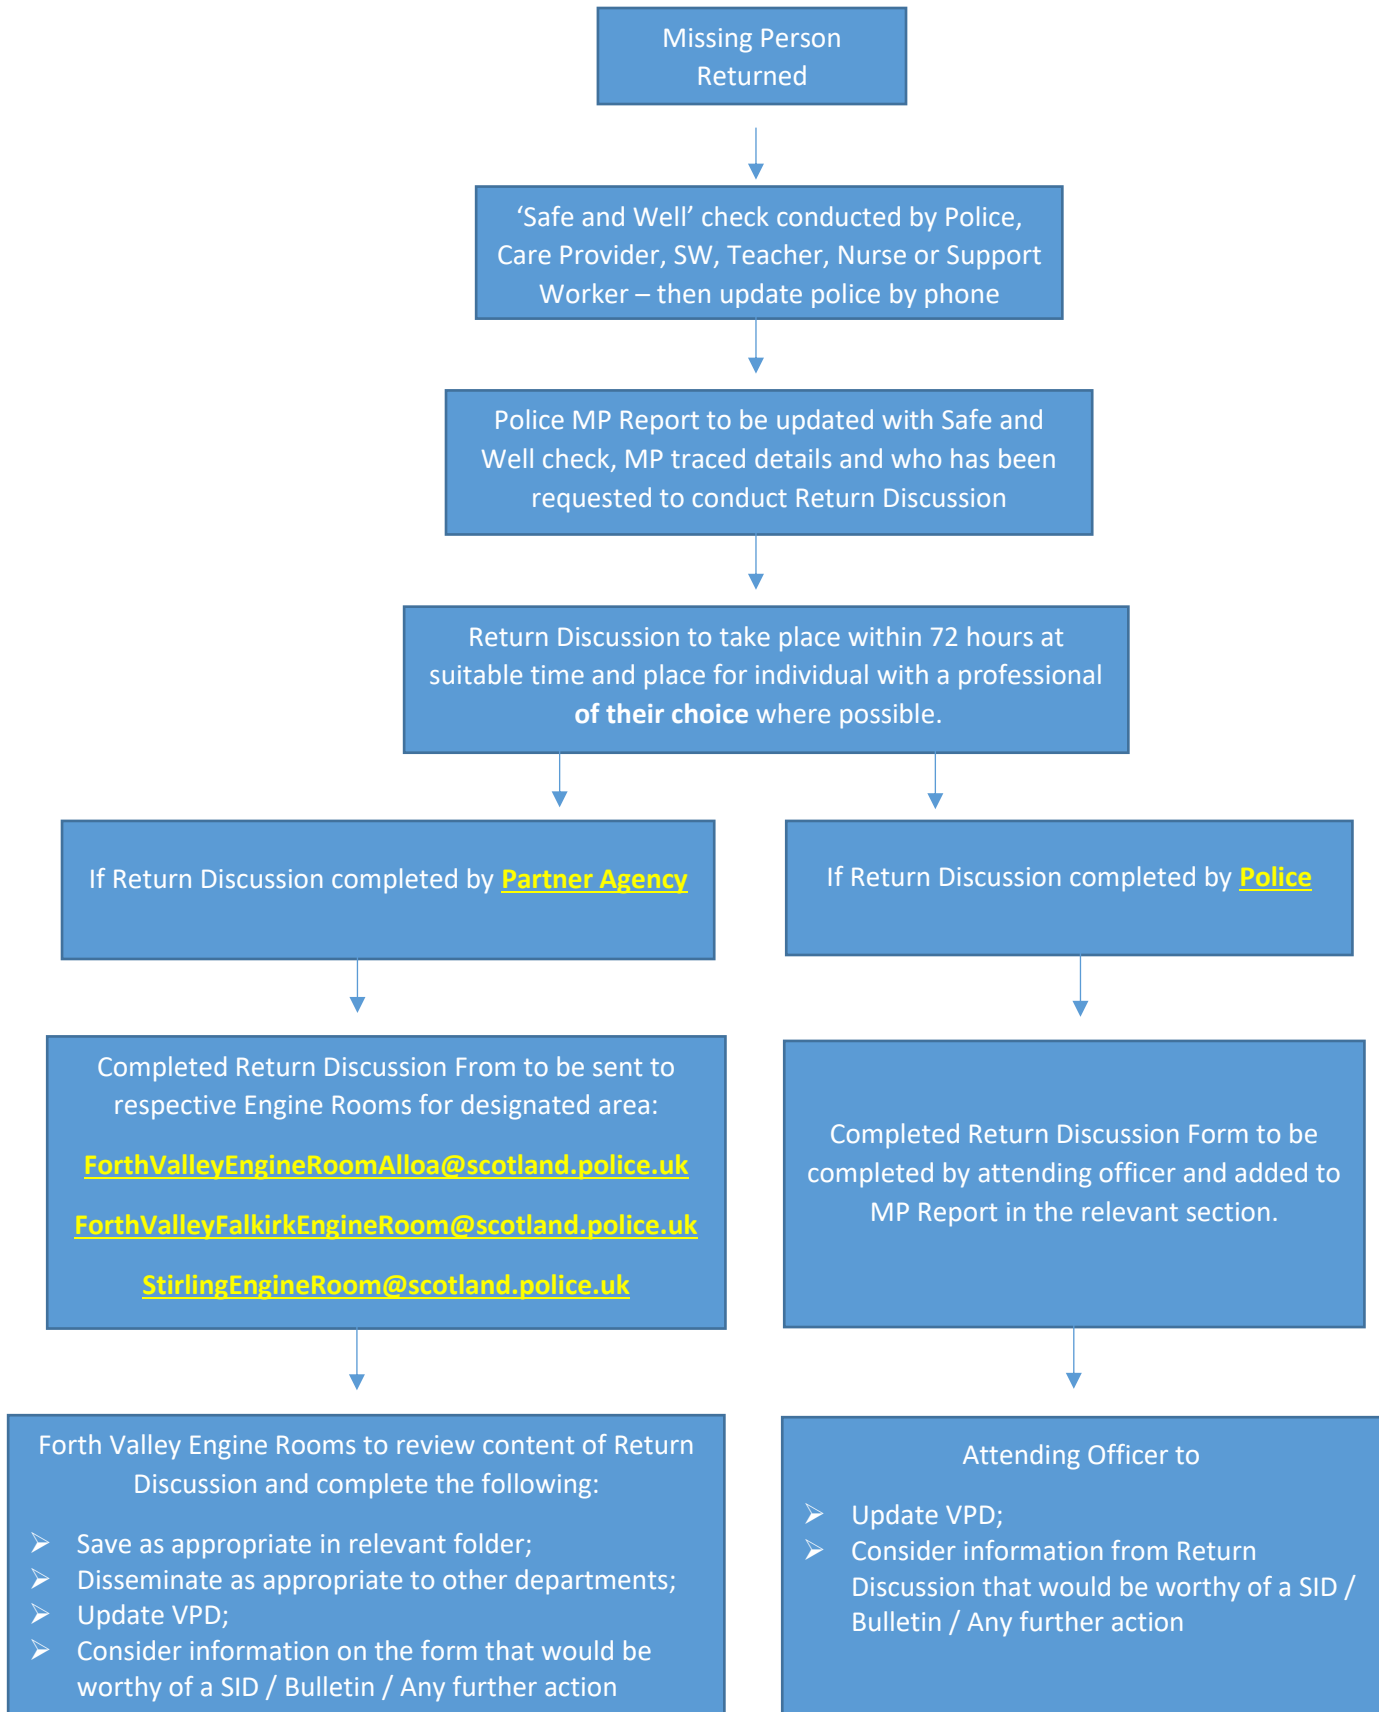 Missing Person
Returned
‘Safe and Well’ check conducted by Police,
Care Provider, SW, Teacher, Nurse or Support
Worker – then update police by phone
Police MP Report to be updated with Safe and
Well check, MP traced details and who has been
requested to conduct Return Discussion
Return Discussion to take place within 72 hours at
suitable time and place for individual with a professional
of their choice where possible.
If Return Discussion completed by Partner Agency
If Return Discussion completed by Police
Completed Return Discussion From to be sent to
respective Engine Rooms for designated area:
ForthValleyEngineRoomAlloa@scotland.police.uk
ForthValleyFalkirkEngineRoom@scotland.police.uk
StirlingEngineRoom@scotland.police.uk
Completed Return Discussion Form to be
completed by attending officer and added to
MP Report in the relevant section.
Forth Valley Engine Rooms to review content of Return
Discussion and complete the following:
➢ Save as appropriate in relevant folder;
➢ Disseminate as appropriate to other departments;
➢ Update VPD;
➢ Consider information on the form that would be
worthy of a SID / Bulletin / Any further action
Attending Officer to
➢ Update VPD;
➢ Consider information from Return
Discussion that would be worthy of a SID /
Bulletin / Any further action